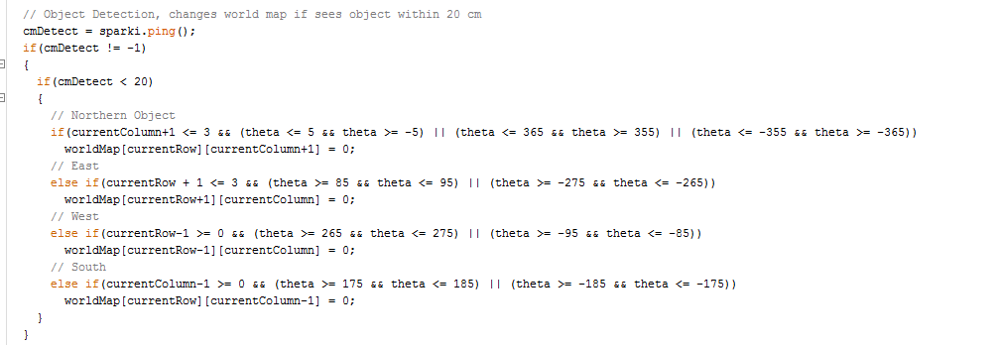 // Object Detection, changes world map if sees object within 20 cm
cmDetect = sparki.ping();
if(cmDetect != -1)
{
  if(cmDetect < 20)
  {
    // Northern Object
    if(currentColumn+1 <= 3 && (theta <= 5 && theta >= -5) || (theta <= 365 && theta >= 355) || (theta <= -355 && theta >= -365))
      worldMap[currentRow][currentColumn+1] = 0;
    // East
    else if(currentRow + 1 <= 3 && (theta >= 85 && theta <= 95) || (theta >= -275 && theta <= -265))
      worldMap[currentRow+1][currentColumn] = 0;
    // West
    else if(currentRow-1 >= 0 && (theta >= 265 && theta <= 275) || (theta >= -95 && theta <= -85))
      worldMap[currentRow-1][currentColumn] = 0;
    // South
    else if(currentColumn-1 >= 0 && (theta >= 175 && theta <= 185) || (theta >= -185 && theta <= -175))
      worldMap[currentRow][currentColumn-1] = 0;
  }
}